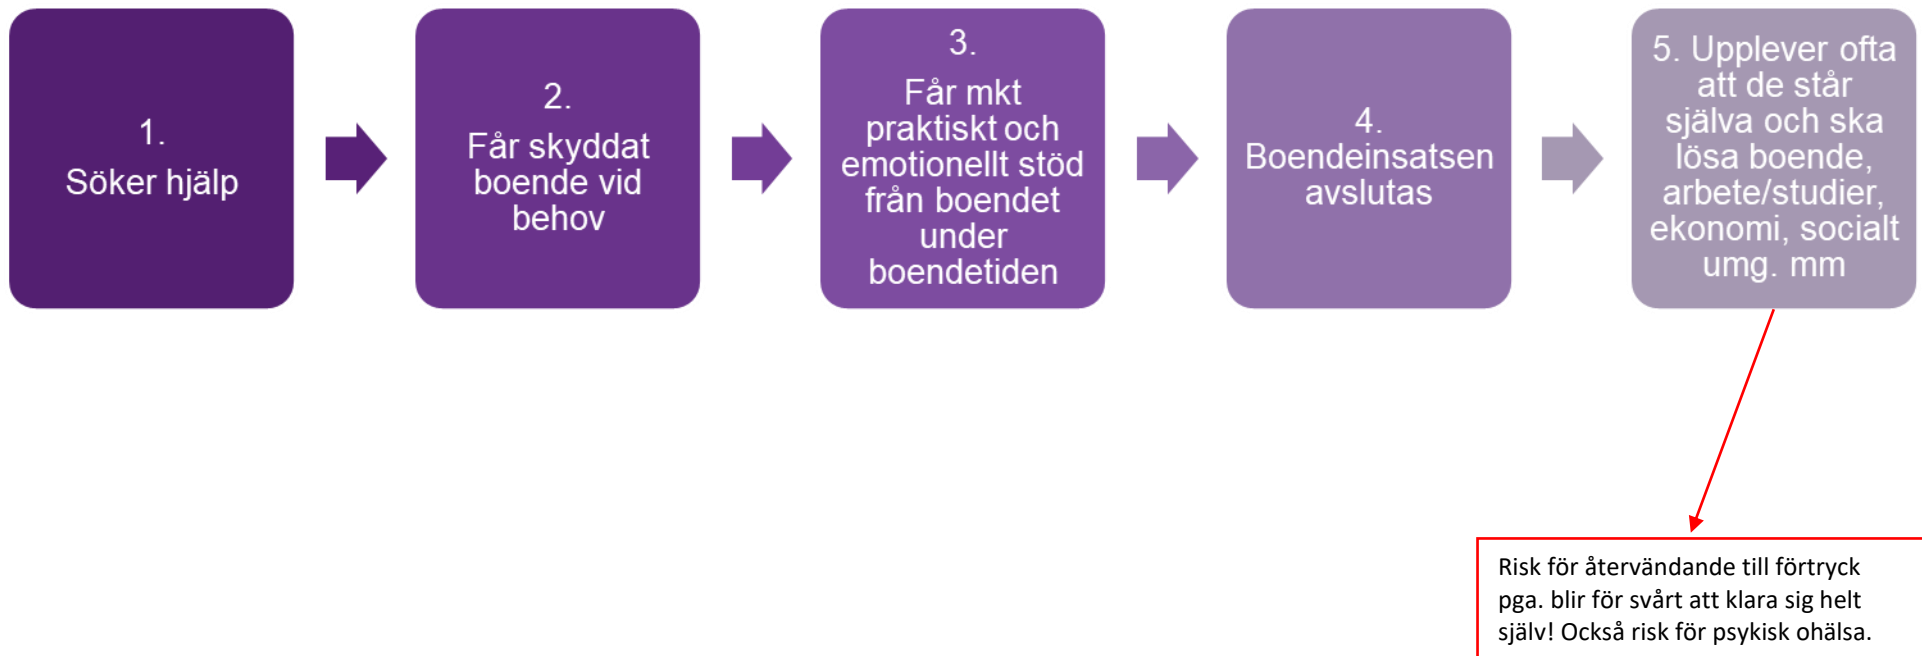 1.
Söker hjälp
2.
Får skyddat
boende vid
behov
3.
Får mkt
praktiskt och
emotionellt stöd
från boendet
under
boendetiden
4.
Boendeinsatsen
avslutas
5. Upplever ofta
att de står
själva och ska
lösa boende,
arbete/studier,
ekonomi, socialt
umg. mm
Risk för återvändande till förtryck
pga. blir för svårt att klara sig helt
själv! Också risk för psykisk ohälsa.